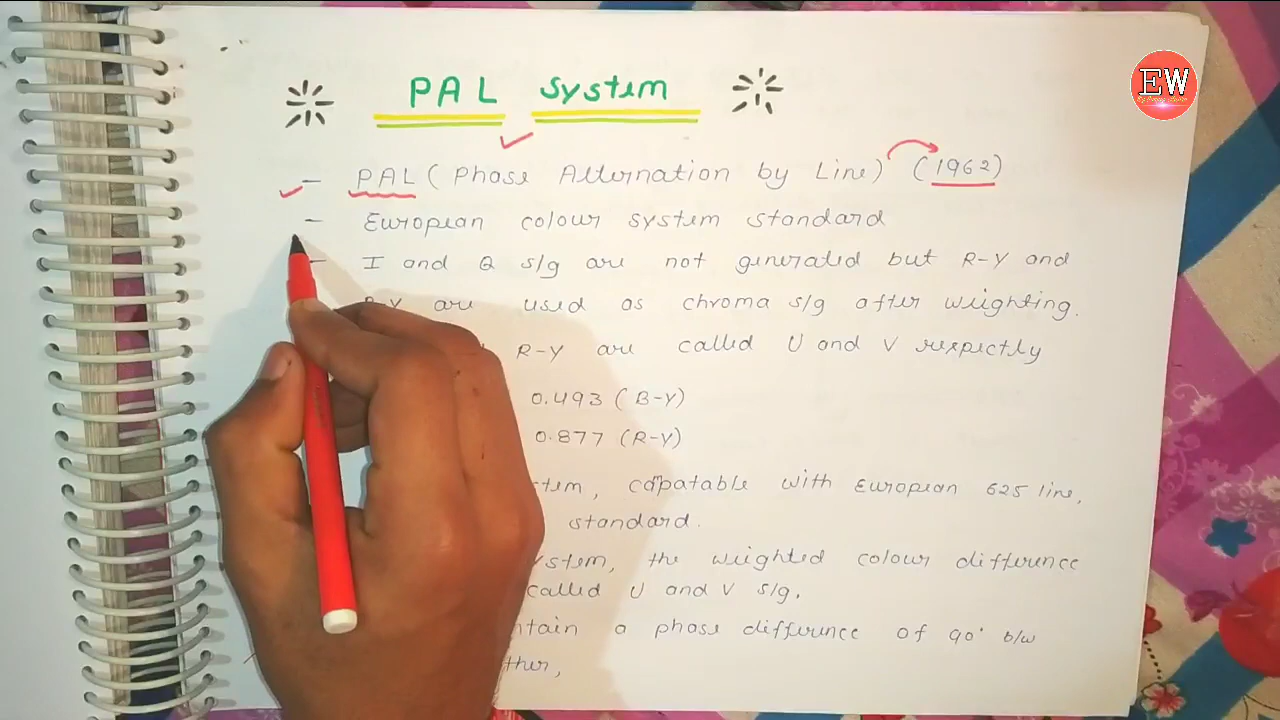 EW
PAL System
- PAL (Phase Alternation by Line) (1962)
- European colour system standard
- I and Q s/g are not generated but R-Y and
B-Y are used as chroma s/g after weighting.
R-Y are called U and V respectly
0.493 (B-Y)
0.877 (R-Y)
stem, capatable with European 625 line,
standard.
ystem, the weighted colour difference
called U and V s/g.
ntain a phase difference of 90° b/w
ther,